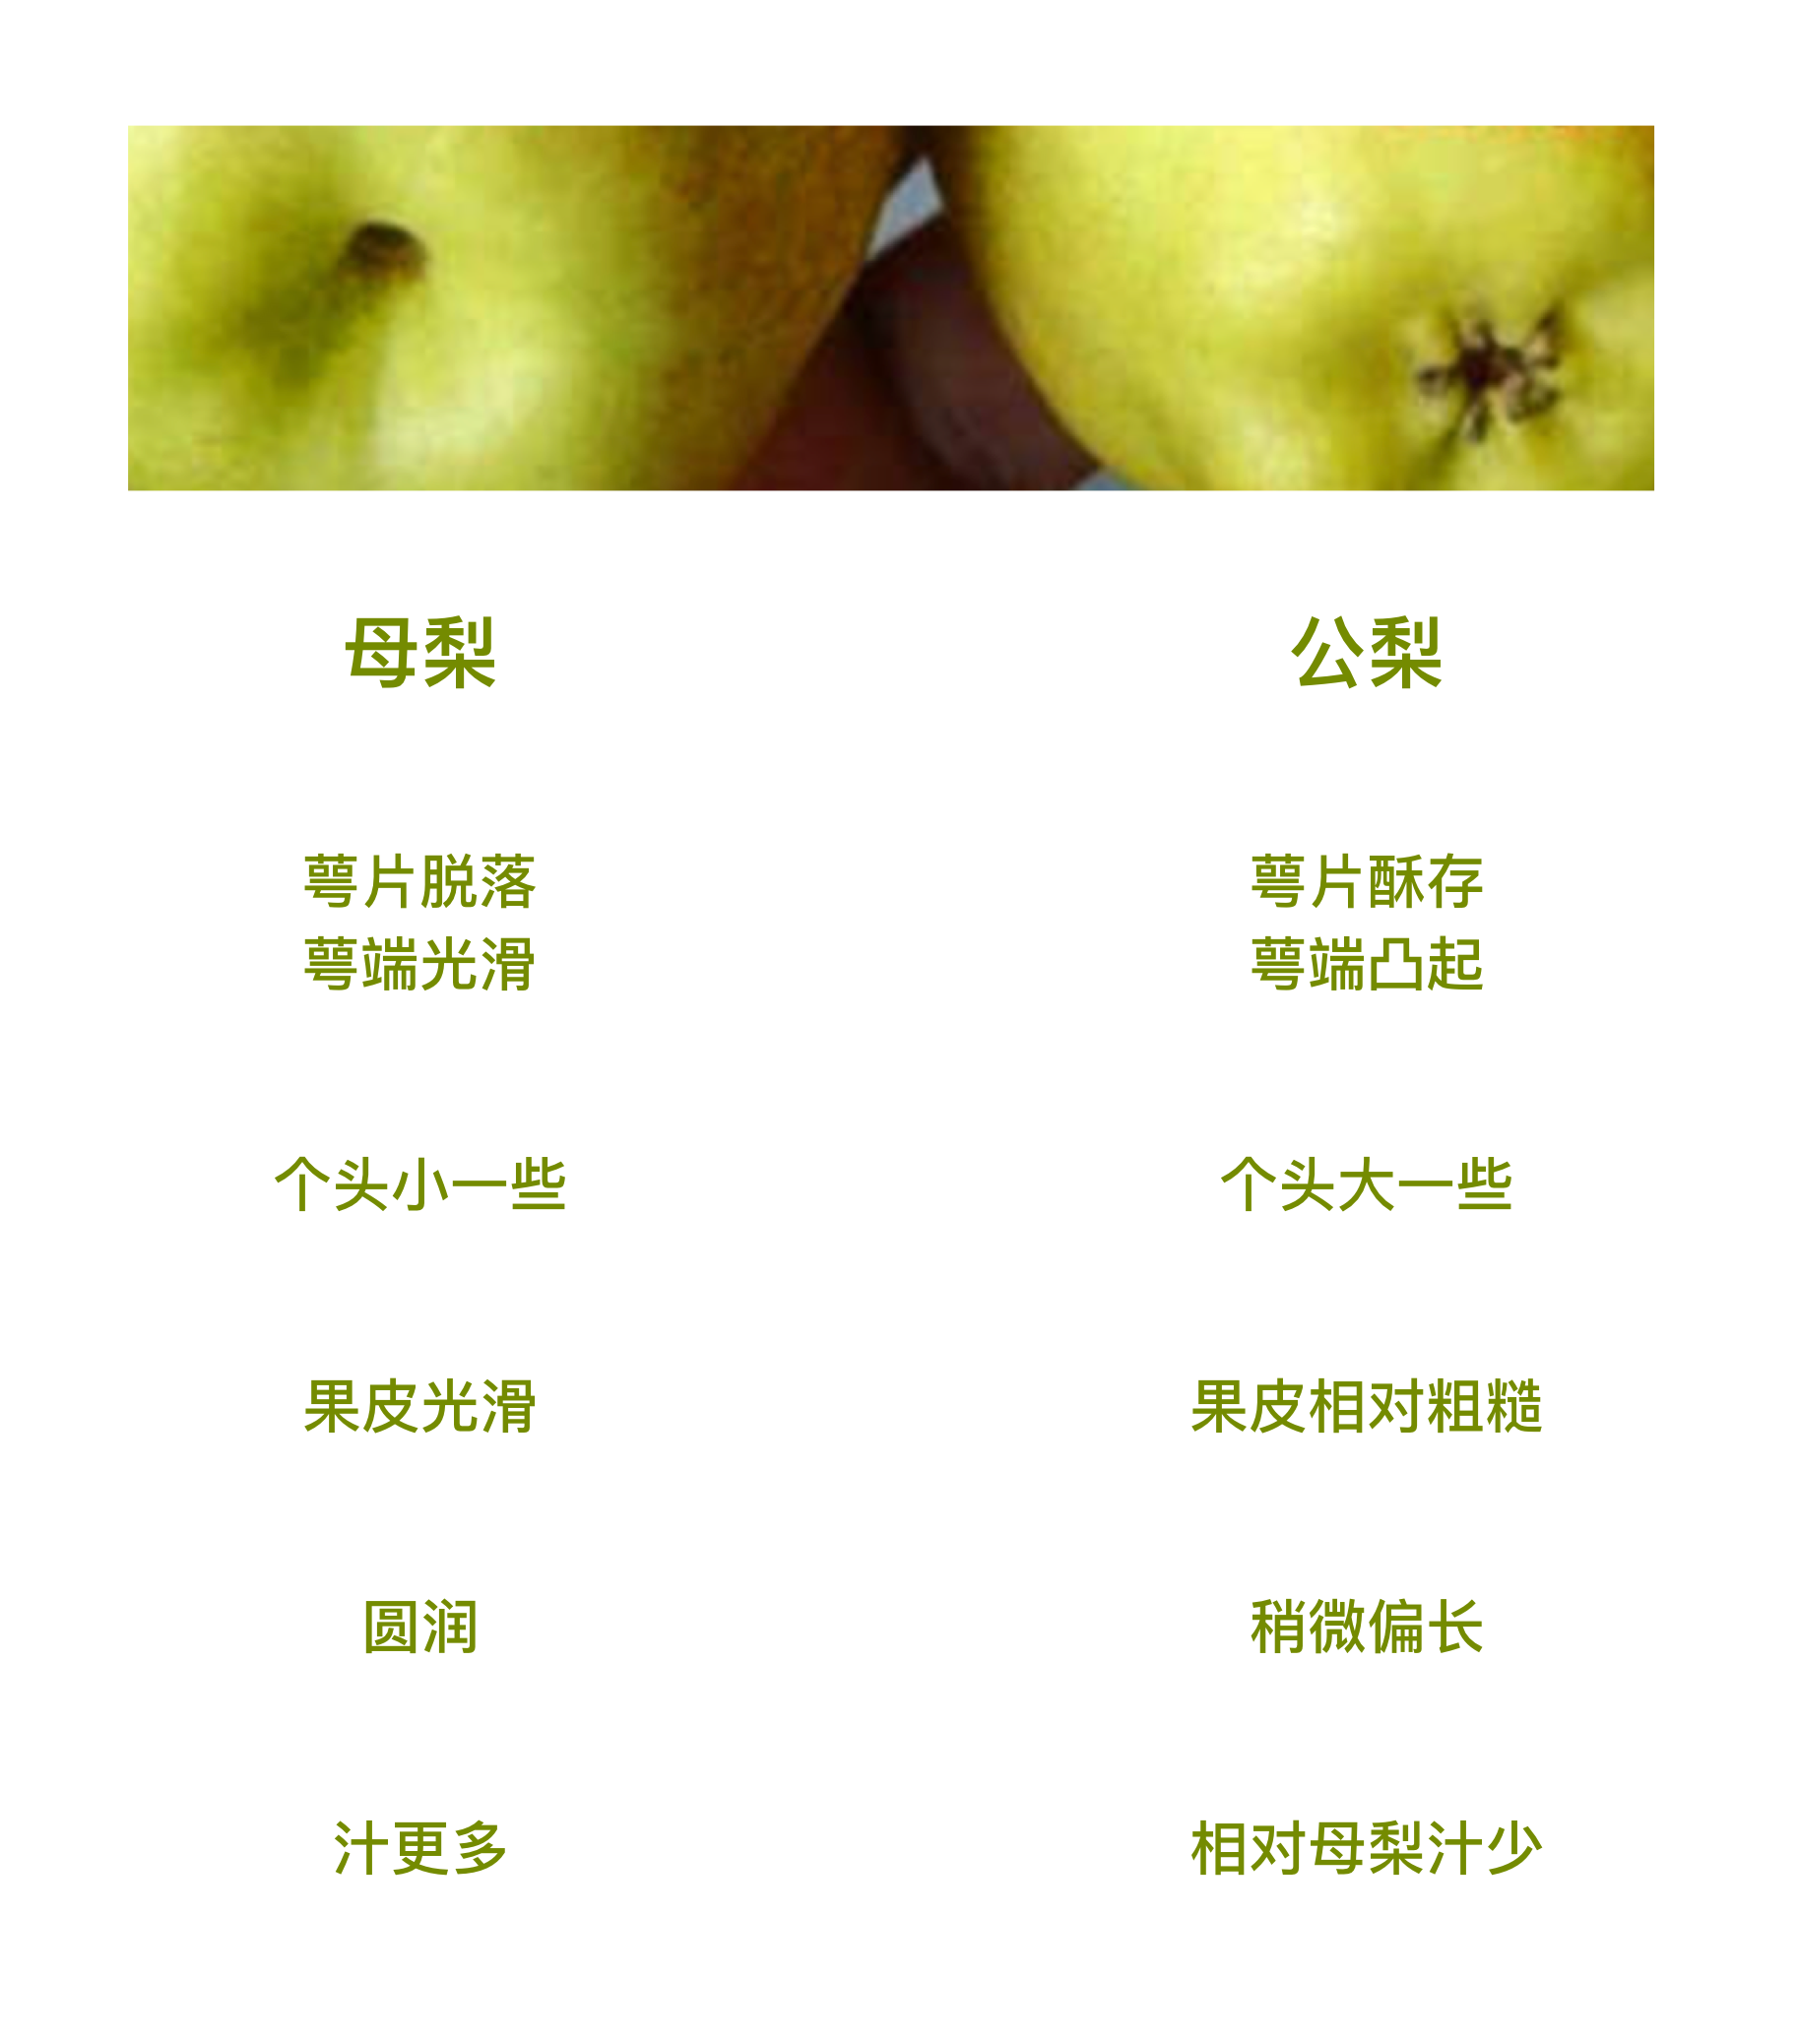 母梨
公梨
萼片脱落
萼片酥存
萼端光滑
萼端凸起
个头小一些
个头大一些
果皮光滑
果皮相对粗糙
圆润
稍微偏长
汁更多
相对母梨汁少